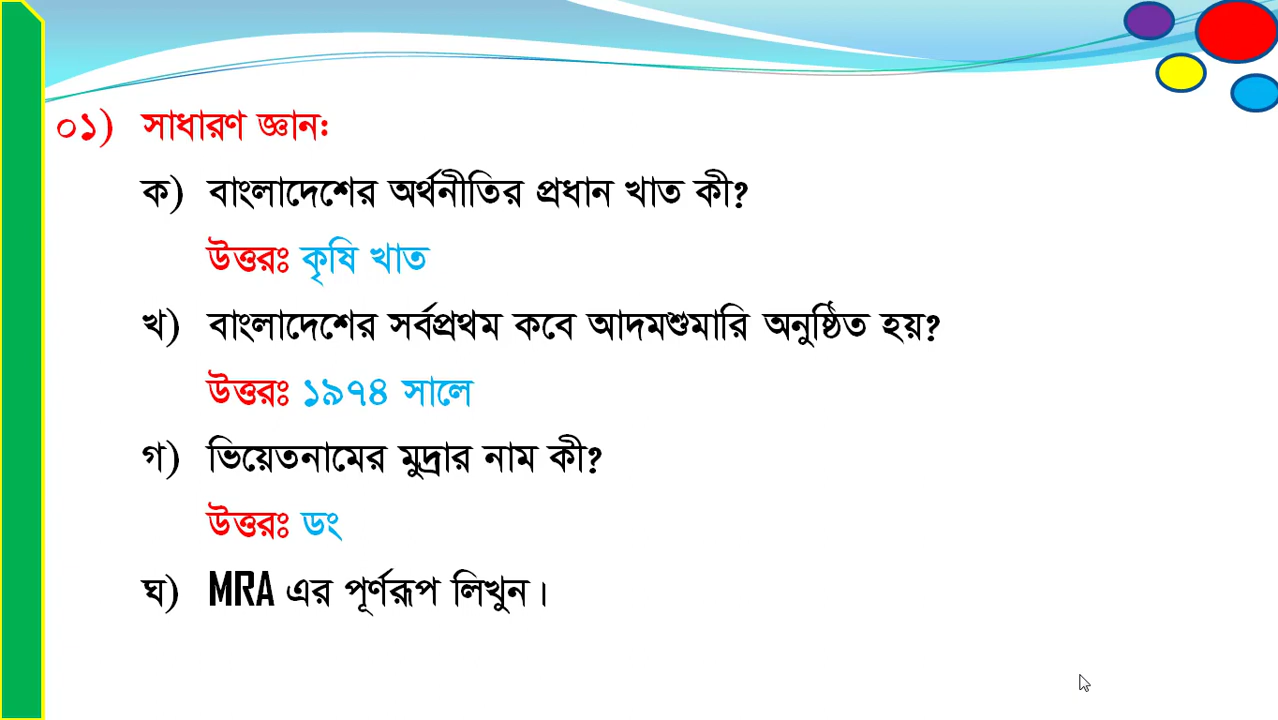 ০১) সাধারণ জ্ঞান:
ক) বাংলাদেশের অর্থনীতির প্রধান খাত কী?
উত্তরঃ কৃষি খাত
খ) বাংলাদেশের সর্বপ্রথম কবে আদমশুমারি অনুষ্ঠিত হয়?
উত্তরঃ ১৯৭৪ সালে
গ) ভিয়েতনামের মুদ্রার নাম কী?
উত্তরঃ ডং
ঘ) MRA এর পূর্ণরূপ লিখুন।